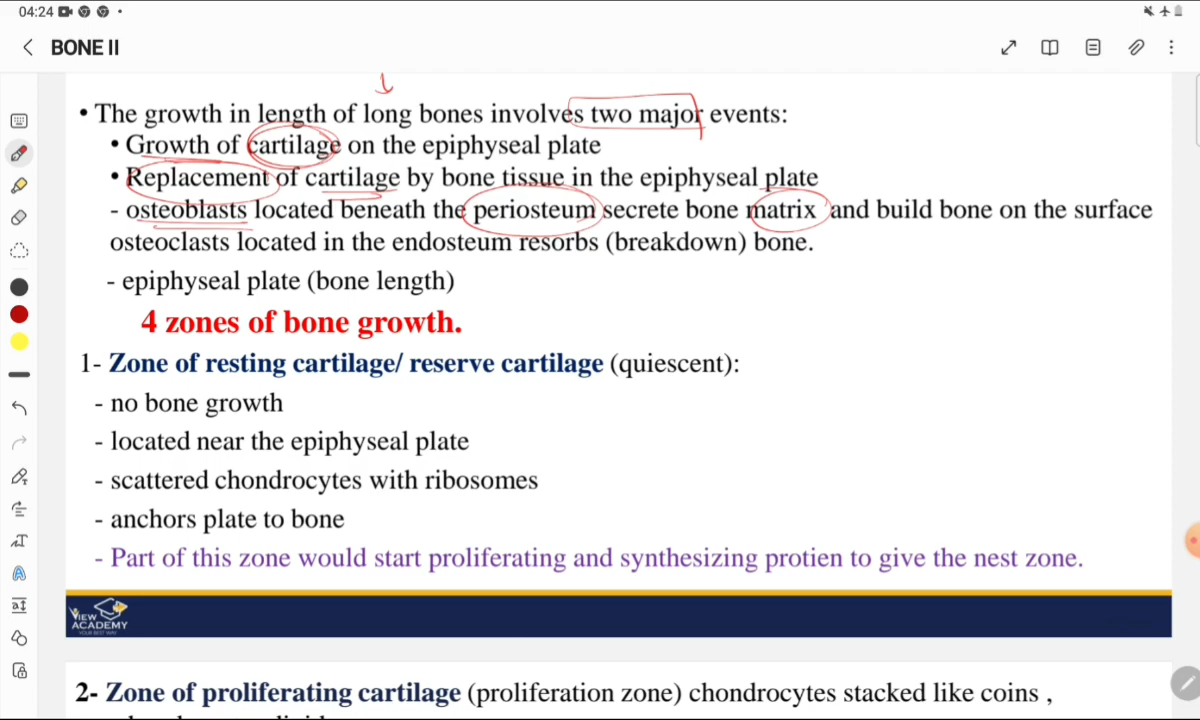 04:24
BONE II
• The growth in length of long bones involves two major events:
• Growth of cartilage on the epiphyseal plate
• Replacement of cartilage by bone tissue in the epiphyseal plate
- osteoblasts located beneath the periosteum secrete bone matrix and build bone on the surface
osteoclasts located in the endosteum resorbs (breakdown) bone.
- epiphyseal plate (bone length)
4 zones of bone growth.
1- Zone of resting cartilage/ reserve cartilage (quiescent):
- no bone growth
- located near the epiphyseal plate
- scattered chondrocytes with ribosomes
- anchors plate to bone
- Part of this zone would start proliferating and synthesizing protien to give the nest zone.
VIEW
ACADEMY
YOUR BEST WAY
2- Zone of proliferating cartilage (proliferation zone) chondrocytes stacked like coins ,